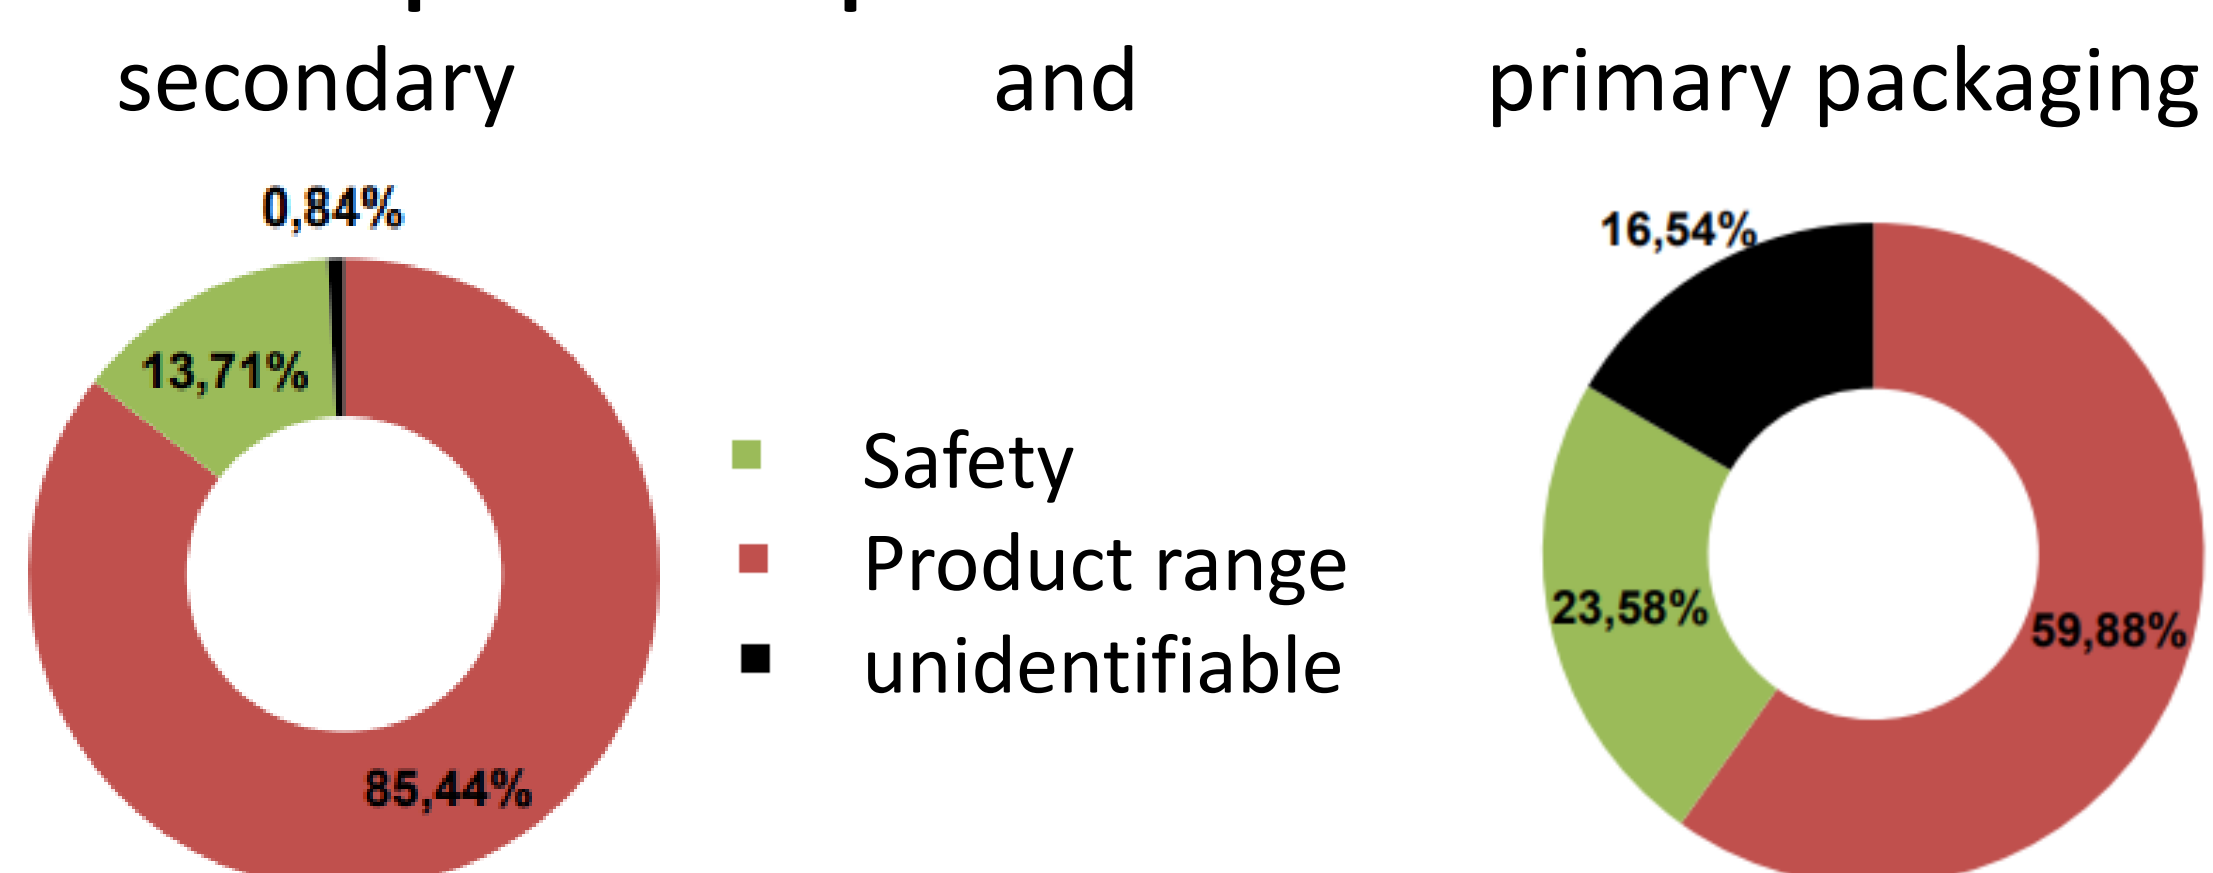 secondary and primary packaging
0,84%
13,71%
85,44%
Safety
Product range
unidentifiable
16,54%
23,58%
59,88%